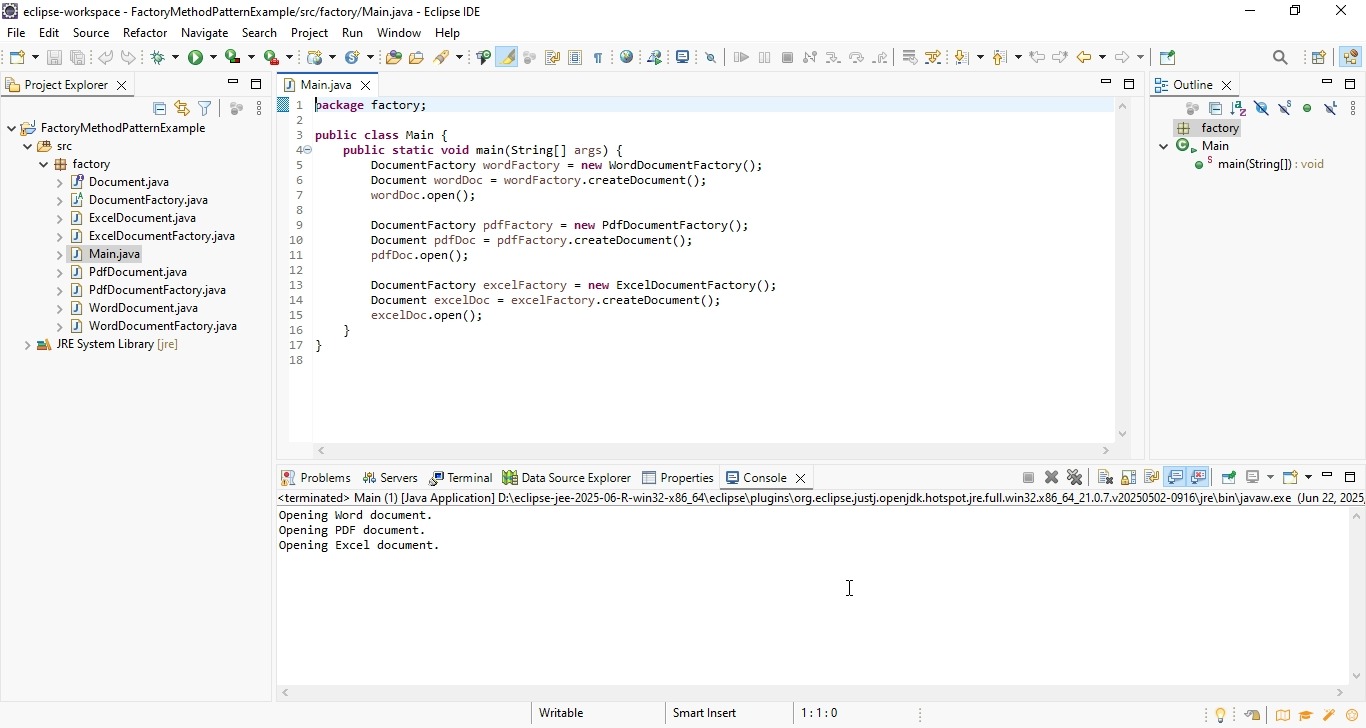 eclipse-workspace - FactoryMethodPatternExample/src/factory/Main.java - Eclipse IDE
File Edit Source Refactor Navigate Search Project Run Window Help
Project Explorer
FactoryMethodPatternExample
src
factory
Document.java
DocumentFactory.java
ExcelDocument.java
ExcelDocumentFactory.java
Main.java
PdfDocument.java
PdfDocumentFactory.java
WordDocument.java
WordDocumentFactory.java
JRE System Library [jre]
Main.java
1 package factory;
2
3 public class Main {
4 public static void main(String[] args) {
5 DocumentFactory wordFactory = new WordDocumentFactory();
6 Document wordDoc = wordFactory.createDocument();
7 wordDoc.open();
8
9 DocumentFactory pdfFactory = new PdfDocumentFactory();
10 Document pdfDoc = pdfFactory.createDocument();
11 pdfDoc.open();
12
13 DocumentFactory excelFactory = new ExcelDocumentFactory();
14 Document excelDoc = excelFactory.createDocument();
15 excelDoc.open();
16 }
17 }
18
Outline
factory
Main
main(String[]) : void
Problems Servers Terminal Data Source Explorer Properties Console
<terminated> Main (1) [Java Application] D:\eclipse-jee-2025-06-R-win32-x86_64\eclipse\plugins\org.eclipse.justj.openjdk.hotspot.jre.full.win32.x86_64_21.0.7.v20250502-0916\jre\bin\javaw.exe (Jun 22, 2025,
Opening Word document.
Opening PDF document.
Opening Excel document.
Writable Smart Insert 1 : 1 : 0